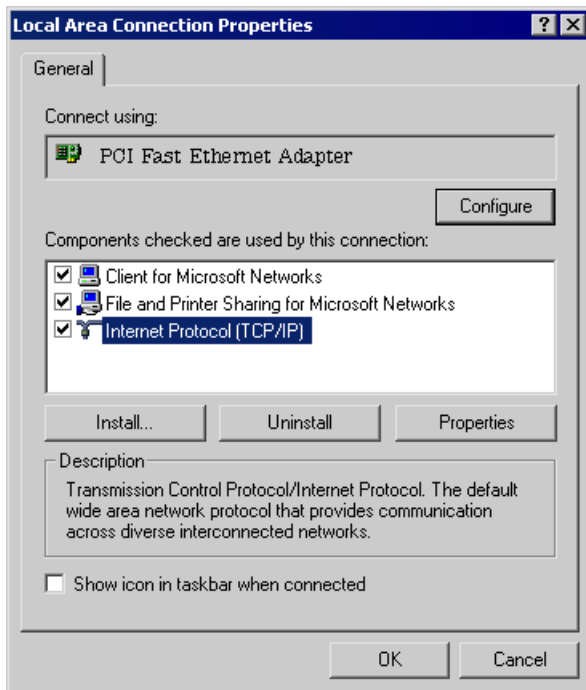 Local Area Connection Properties
General
Connect using:
PCI Fast Ethernet Adapter
Configure
Components checked are used by this connection:
Client for Microsoft Networks
File and Printer Sharing for Microsoft Networks
Internet Protocol (TCP/IP)
Install... Uninstall Properties
Description
Transmission Control Protocol/Internet Protocol. The default
wide area network protocol that provides communication
across diverse interconnected networks.
Show icon in taskbar when connected
OK Cancel